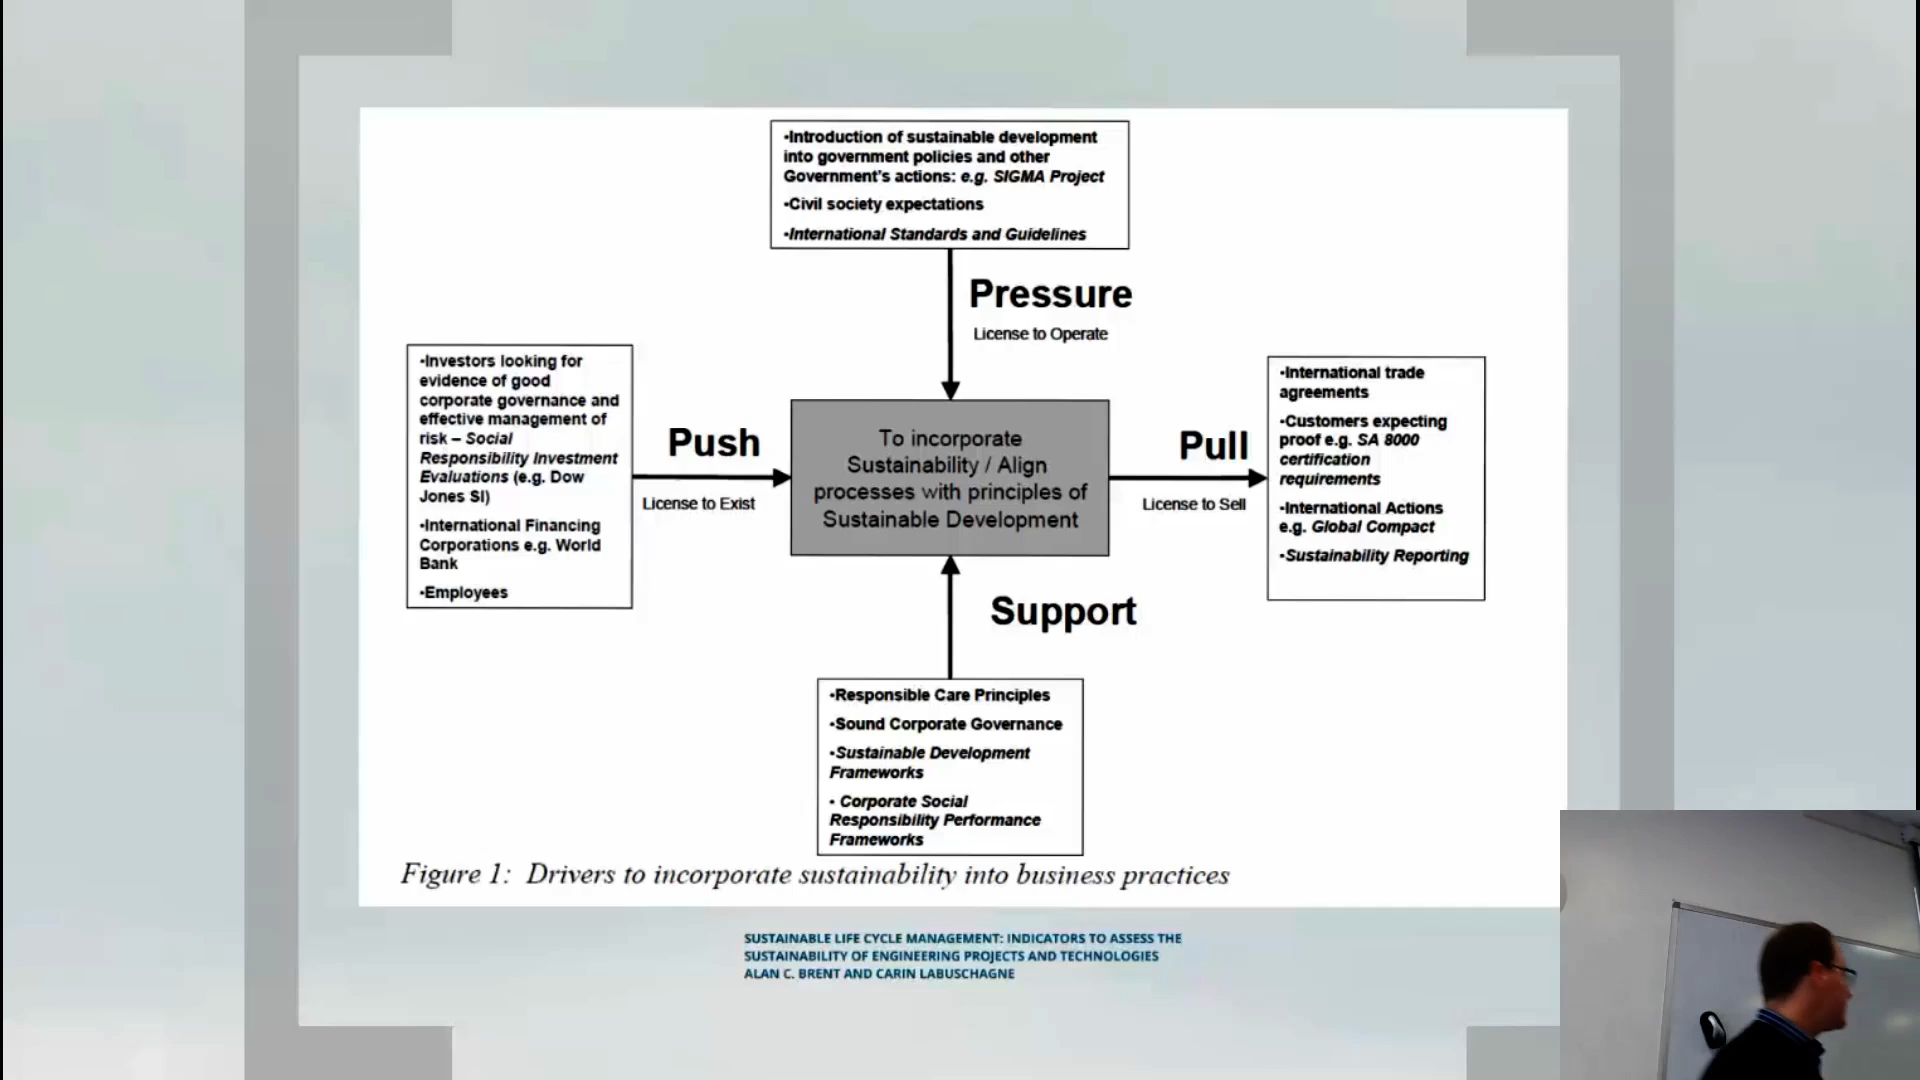 •Introduction of sustainable development
into government policies and other
Government's actions: e.g. SIGMA Project
•Civil society expectations
•International Standards and Guidelines
Pressure
License to Operate
•Investors looking for
evidence of good
corporate governance and
effective management of
risk – Social
Responsibility Investment
Evaluations (e.g. Dow
Jones SI)
•International Financing
Corporations e.g. World
Bank
•Employees
Push
License to Exist
To incorporate
Sustainability / Align
processes with principles of
Sustainable Development
Pull
License to Sell
•International trade
agreements
•Customers expecting
proof e.g. SA 8000
certification
requirements
•International Actions
e.g. Global Compact
•Sustainability Reporting
Support
•Responsible Care Principles
•Sound Corporate Governance
•Sustainable Development
Frameworks
• Corporate Social
Responsibility Performance
Frameworks
Figure 1: Drivers to incorporate sustainability into business practices
SUSTAINABLE LIFE CYCLE MANAGEMENT: INDICATORS TO ASSESS THE
SUSTAINABILITY OF ENGINEERING PROJECTS AND TECHNOLOGIES
ALAN C. BRENT AND CARIN LABUSCHAGNE